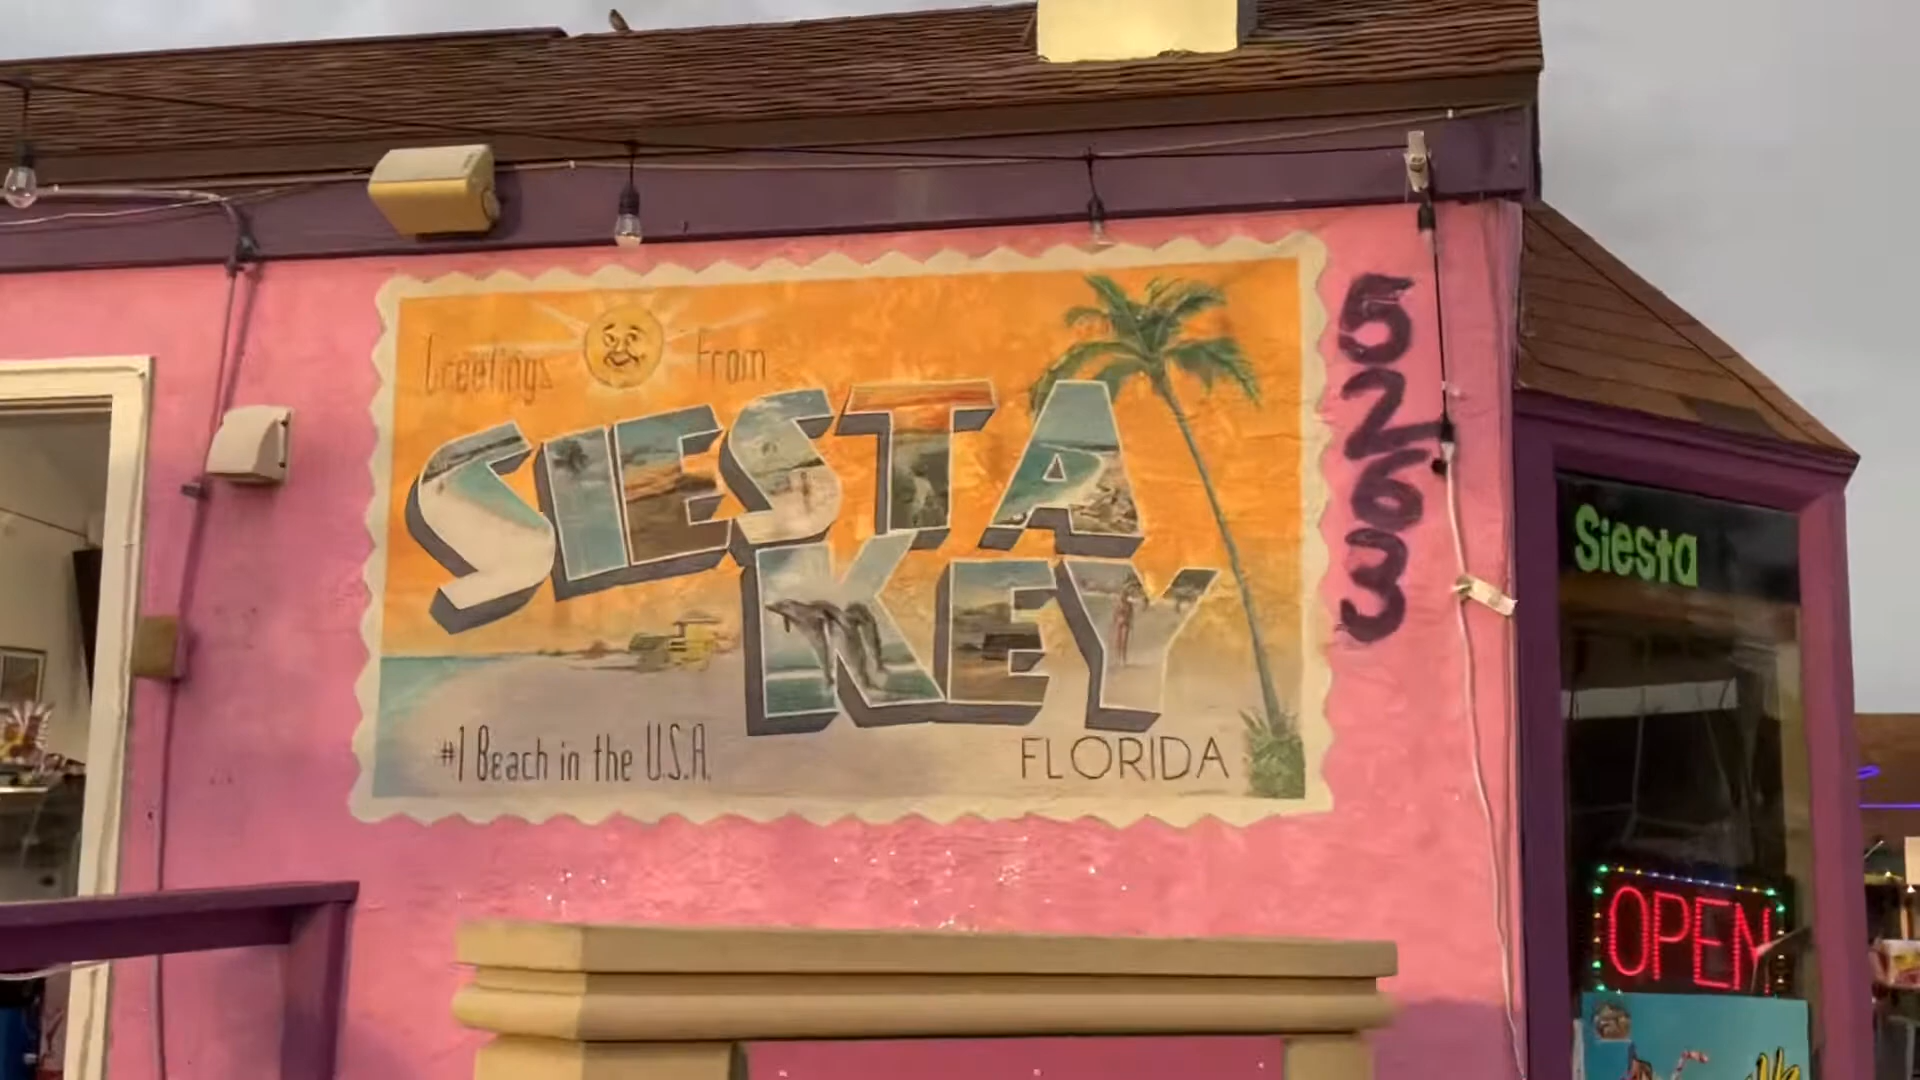 Greetings From
SIESTA
KEY
#1 Beach in the U.S.A.
FLORIDA
5263
Siesta
OPEN